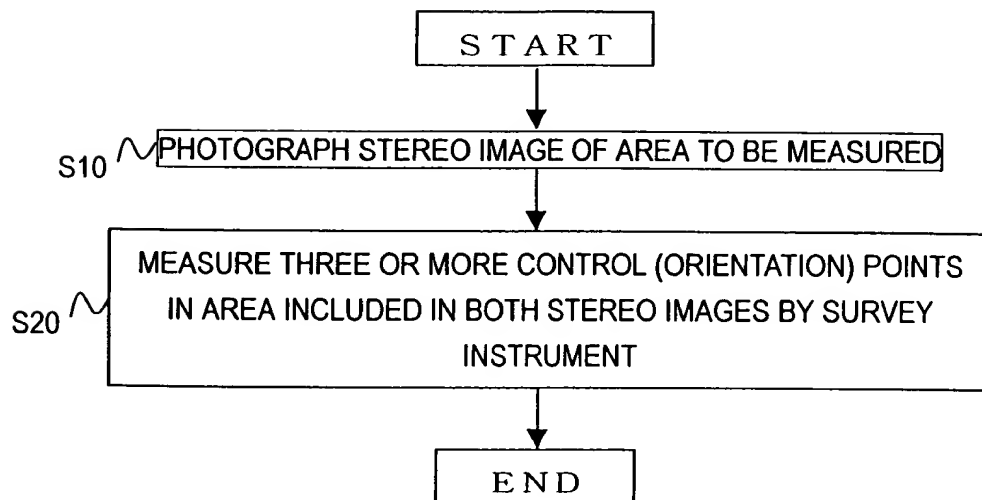 START
S10
PHOTOGRAPH STEREO IMAGE OF AREA TO BE MEASURED
S20
MEASURE THREE OR MORE CONTROL (ORIENTATION) POINTS
IN AREA INCLUDED IN BOTH STEREO IMAGES BY SURVEY
INSTRUMENT
END